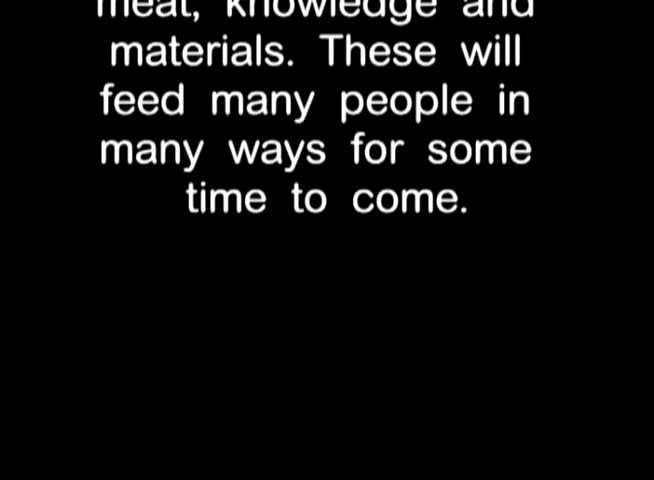 meat, knowledge and
materials. These will
feed many people in
many ways for some
time to come.